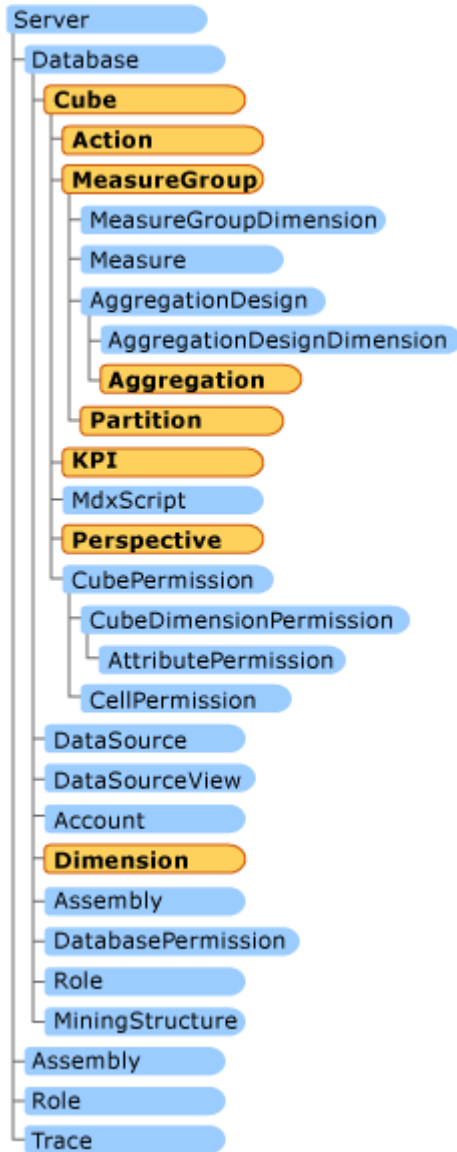 Server
Database
Cube
Action
MeasureGroup
MeasureGroupDimension
Measure
AggregationDesign
AggregationDesignDimension
Aggregation
Partition
KPI
MdxScript
Perspective
CubePermission
CubeDimensionPermission
AttributePermission
CellPermission
DataSource
DataSourceView
Account
Dimension
Assembly
DatabasePermission
Role
MiningStructure
Assembly
Role
Trace